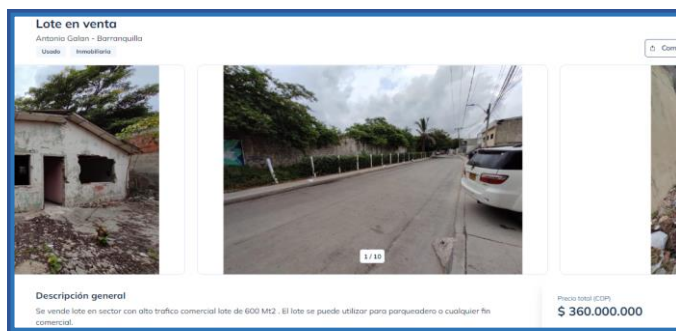 Lote en venta
Antonia Galan - Barranquilla
Usado Inmobiliaria
Com
1 / 10
Descripción general
Se vende lote en sector con alto trafico comercial lote de 600 Mt2 . El lote se puede utilizar para parqueadero o cualquier fin
comercial.
Precio total (COP)
$ 360.000.000